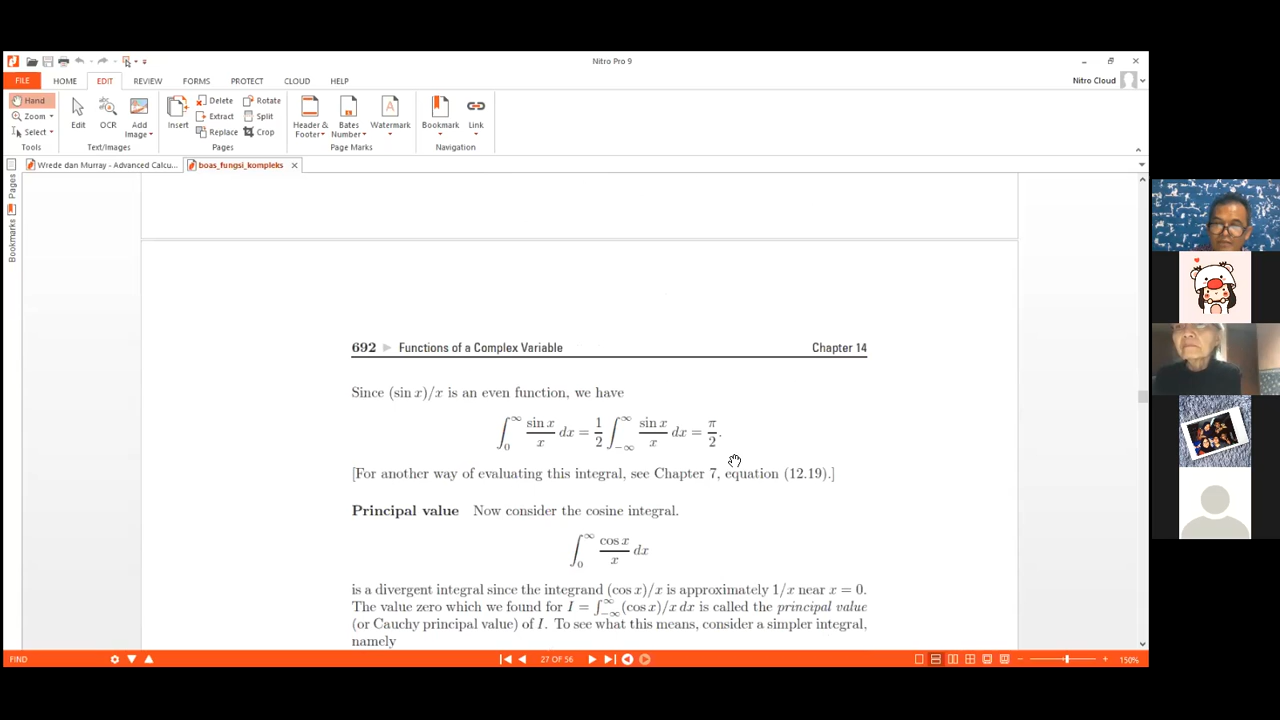 Nitro Pro 9
FILE HOME EDIT REVIEW FORMS PROTECT CLOUD HELP
Nitro Cloud
Hand
Zoom
Select
Tools
Edit
OCR
Add Image
Text/Images
Insert
Delete
Extract
Replace
Rotate
Split
Crop
Pages
Header & Footer
Bates Number
Watermark
Page Marks
Bookmark
Link
Navigation
Wrede dan Murray - Advanced Calcu...
boas_fungsi_kompleks
Pages
Bookmarks
692 ▶ Functions of a Complex Variable Chapter 14
Since (sin x)/x is an even function, we have
∫₀^∞ sin x/x dx = 1/2 ∫_{−∞}^∞ sin x/x dx = π/2.
[For another way of evaluating this integral, see Chapter 7, equation (12.19).]
Principal value Now consider the cosine integral.
∫₀^∞ cos x/x dx
is a divergent integral since the integrand (cos x)/x is approximately 1/x near x = 0.
The value zero which we found for I = ∫_{−∞}^∞ (cos x)/x dx is called the principal value
(or Cauchy principal value) of I. To see what this means, consider a simpler integral,
namely
FIND
27 OF 56
150%